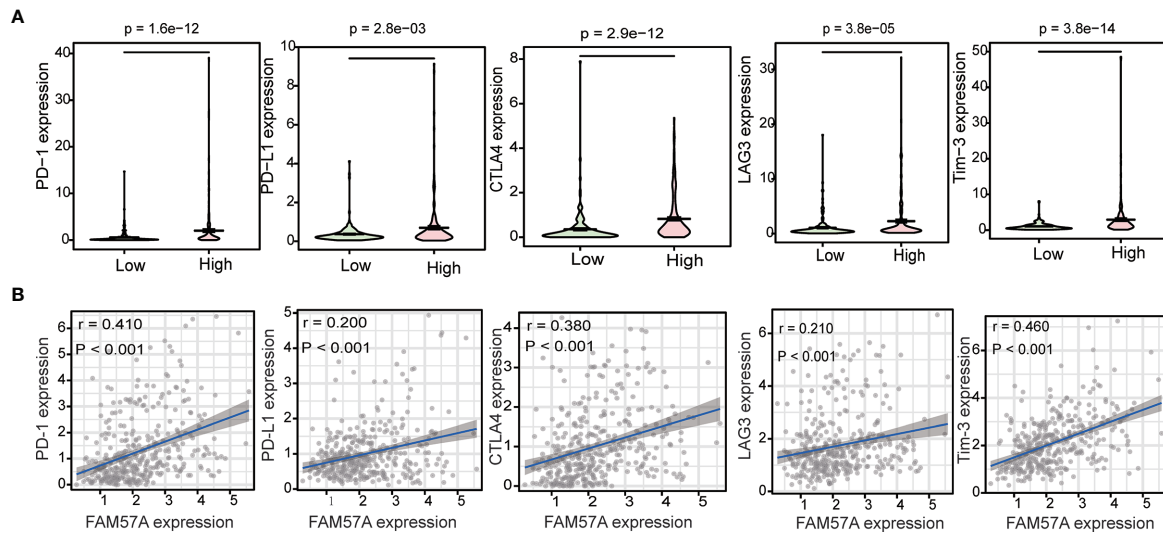 A
p = 1.6e−12
PD−1 expression
40
30
20
10
0
Low
High
p = 2.8e−03
PD−L1 expression
10
8
6
4
2
0
Low
High
p = 2.9e−12
CTLA4 expression
8
6
4
2
0
Low
High
p = 3.8e−05
LAG3 expression
30
20
10
0
Low
High
p = 3.8e−14
Tim−3 expression
50
40
30
20
10
0
Low
High
B
r = 0.410
P < 0.001
PD-1 expression
6
5
4
3
2
1
0
1 2 3 4 5
FAM57A expression
r = 0.200
P < 0.001
PD-L1 expression
5
4
3
2
1
0
1 2 3 4 5
FAM57A expression
r = 0.380
P < 0.001
CTLA4 expression
4
3
2
1
0
1 2 3 4 5
FAM57A expression
r = 0.210
P < 0.001
LAG3 expression
6
4
2
0
1 2 3 4 5
FAM57A expression
r = 0.460
P < 0.001
Tim-3 expression
6
4
2
0
1 2 3 4 5
FAM57A expression